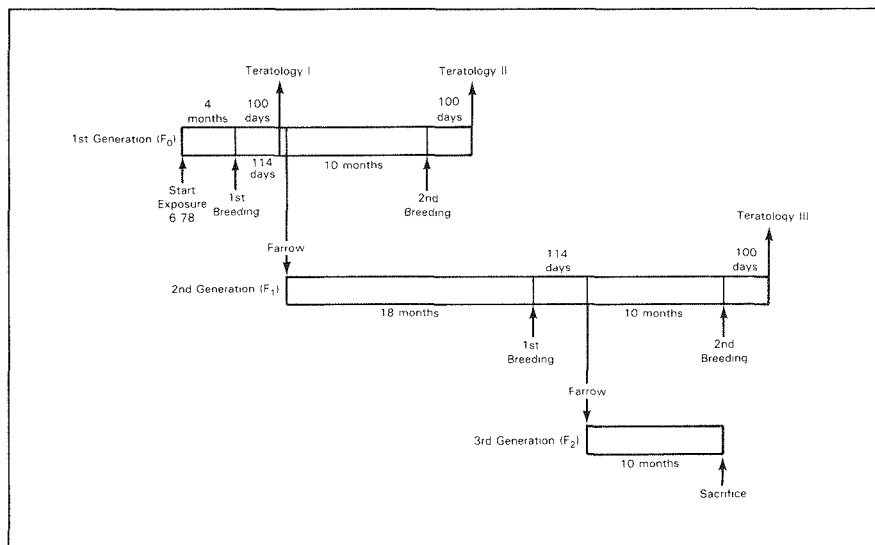 Teratology I
Teratology II
4
months
100
days
100
days
1st Generation (F0)
114
days
10 months
Start
Exposure
6 78
1st
Breeding
2nd
Breeding
Teratology III
Farrow
114
days
100
days
2nd Generation (F1)
18 months
10 months
1st
Breeding
2nd
Breeding
Farrow
3rd Generation (F2)
10 months
Sacrifice